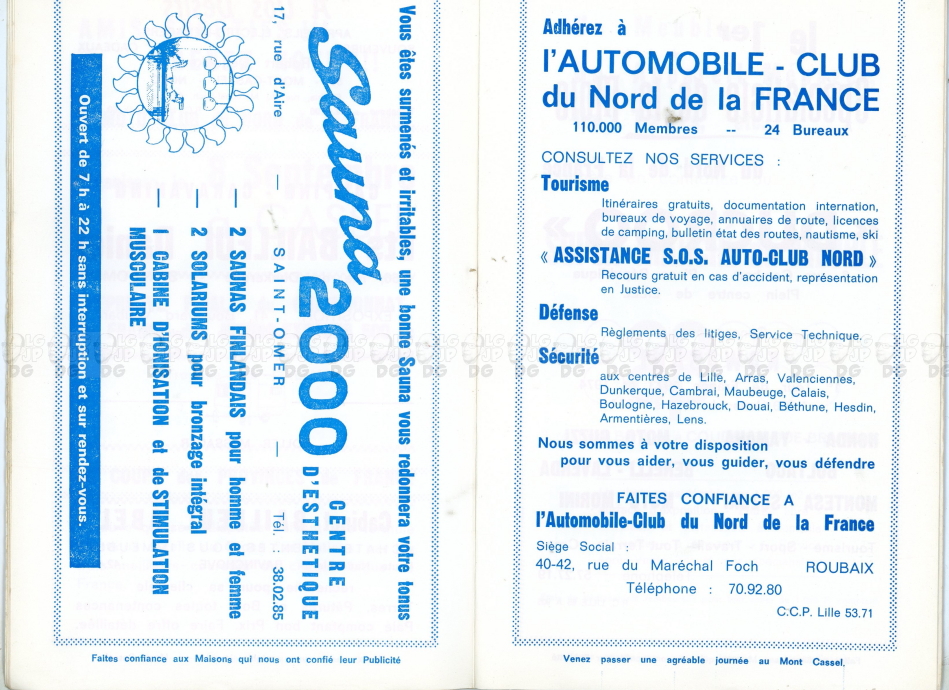 Vous êtes surmenés et irritables, une bonne Sauna vous redonnera votre tonus
Sauna 2000
CENTRE
D'ESTHETIQUE
17, rue d'Aire — SAINT-OMER — Tél. : 38.02.85
— 2 SAUNAS FINLANDAIS pour homme et femme
— 2 SOLARIUMS pour bronzage intégral
— 1 CABINE D'IONISATION et de STIMULATION
MUSCULAIRE
Ouvert de 7 h à 22 h sans interruption et sur rendez-vous.
Faites confiance aux Maisons qui nous ont confié leur Publicité
Adhérez à
l'AUTOMOBILE - CLUB
du Nord de la FRANCE
110.000 Membres -- 24 Bureaux
CONSULTEZ NOS SERVICES :
Tourisme
Itinéraires gratuits, documentation internation,
bureaux de voyage, annuaires de route, licences
de camping, bulletin état des routes, nautisme, ski
« ASSISTANCE S.O.S. AUTO-CLUB NORD »
Recours gratuit en cas d'accident, représentation
en Justice.
Défense
Règlements des litiges, Service Technique.
Sécurité
aux centres de Lille, Arras, Valenciennes,
Dunkerque, Cambrai, Maubeuge, Calais,
Boulogne, Hazebrouck, Douai, Béthune, Hesdin,
Armentières, Lens.
Nous sommes à votre disposition
pour vous aider, vous guider, vous défendre
FAITES CONFIANCE A
l'Automobile-Club du Nord de la France
Siège Social :
40-42, rue du Maréchal Foch ROUBAIX
Téléphone : 70.92.80
C.C.P. Lille 53.71
Venez passer une agréable journée au Mont Cassel.